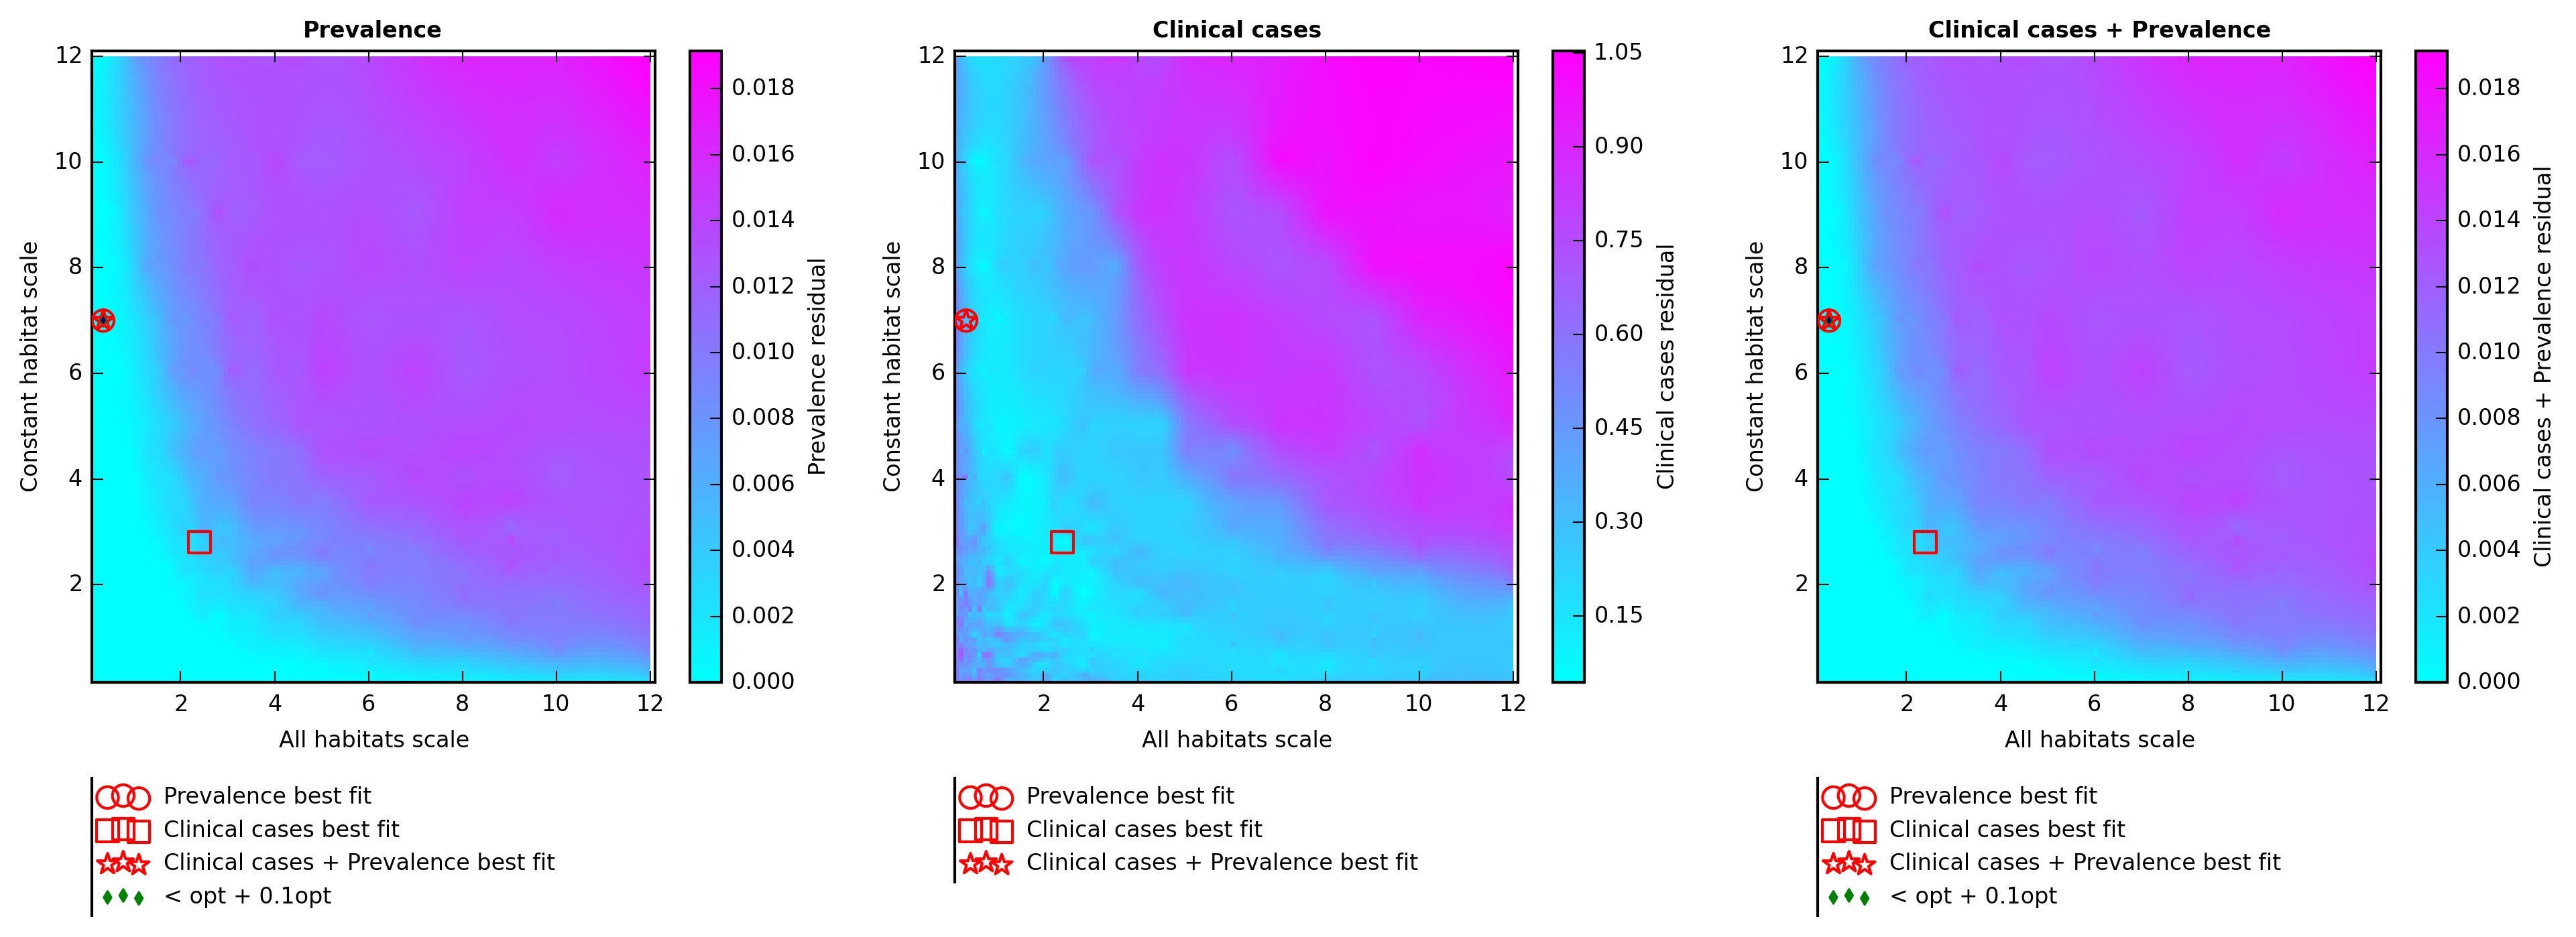 Prevalence
12
10
8
6
4
2
2 4 6 8 10 12
Constant habitat scale
All habitats scale
0.018
0.016
0.014
0.012
0.010
0.008
0.006
0.004
0.002
0.000
Prevalence residual
Prevalence best fit
Clinical cases best fit
Clinical cases + Prevalence best fit
< opt + 0.1opt
Clinical cases
12
10
8
6
4
2
2 4 6 8 10 12
Constant habitat scale
All habitats scale
1.05
0.90
0.75
0.60
0.45
0.30
0.15
Clinical cases residual
Prevalence best fit
Clinical cases best fit
Clinical cases + Prevalence best fit
Clinical cases + Prevalence
12
10
8
6
4
2
2 4 6 8 10 12
Constant habitat scale
All habitats scale
0.018
0.016
0.014
0.012
0.010
0.008
0.006
0.004
0.002
0.000
Clinical cases + Prevalence residual
Prevalence best fit
Clinical cases best fit
Clinical cases + Prevalence best fit
< opt + 0.1opt